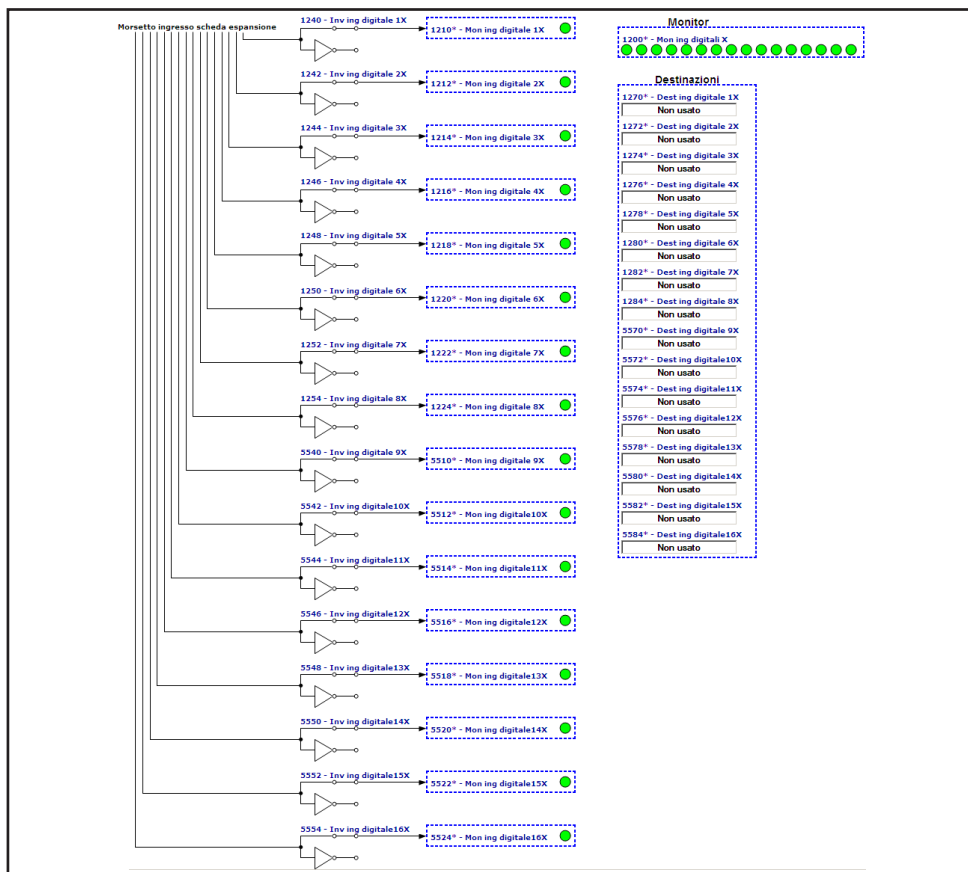 Morsetto ingresso scheda espansione
1240 - Inv ing digitale 1X
1210* - Mon ing digitale 1X
1242 - Inv ing digitale 2X
1212* - Mon ing digitale 2X
1244 - Inv ing digitale 3X
1214* - Mon ing digitale 3X
1246 - Inv ing digitale 4X
1216* - Mon ing digitale 4X
1248 - Inv ing digitale 5X
1218* - Mon ing digitale 5X
1250 - Inv ing digitale 6X
1220* - Mon ing digitale 6X
1252 - Inv ing digitale 7X
1222* - Mon ing digitale 7X
1254 - Inv ing digitale 8X
1224* - Mon ing digitale 8X
5540 - Inv ing digitale 9X
5510* - Mon ing digitale 9X
5542 - Inv ing digitale10X
5512* - Mon ing digitale10X
5544 - Inv ing digitale11X
5514* - Mon ing digitale11X
5546 - Inv ing digitale12X
5516* - Mon ing digitale12X
5548 - Inv ing digitale13X
5518* - Mon ing digitale13X
5550 - Inv ing digitale14X
5520* - Mon ing digitale14X
5552 - Inv ing digitale15X
5522* - Mon ing digitale15X
5554 - Inv ing digitale16X
5524* - Mon ing digitale16X
Monitor
1200* - Mon ing digitali X
Destinazioni
1270* - Dest ing digitale 1X
Non usato
1272* - Dest ing digitale 2X
Non usato
1274* - Dest ing digitale 3X
Non usato
1276* - Dest ing digitale 4X
Non usato
1278* - Dest ing digitale 5X
Non usato
1280* - Dest ing digitale 6X
Non usato
1282* - Dest ing digitale 7X
Non usato
1284* - Dest ing digitale 8X
Non usato
5570* - Dest ing digitale 9X
Non usato
5572* - Dest ing digitale10X
Non usato
5574* - Dest ing digitale11X
Non usato
5576* - Dest ing digitale12X
Non usato
5578* - Dest ing digitale13X
Non usato
5580* - Dest ing digitale14X
Non usato
5582* - Dest ing digitale15X
Non usato
5584* - Dest ing digitale16X
Non usato